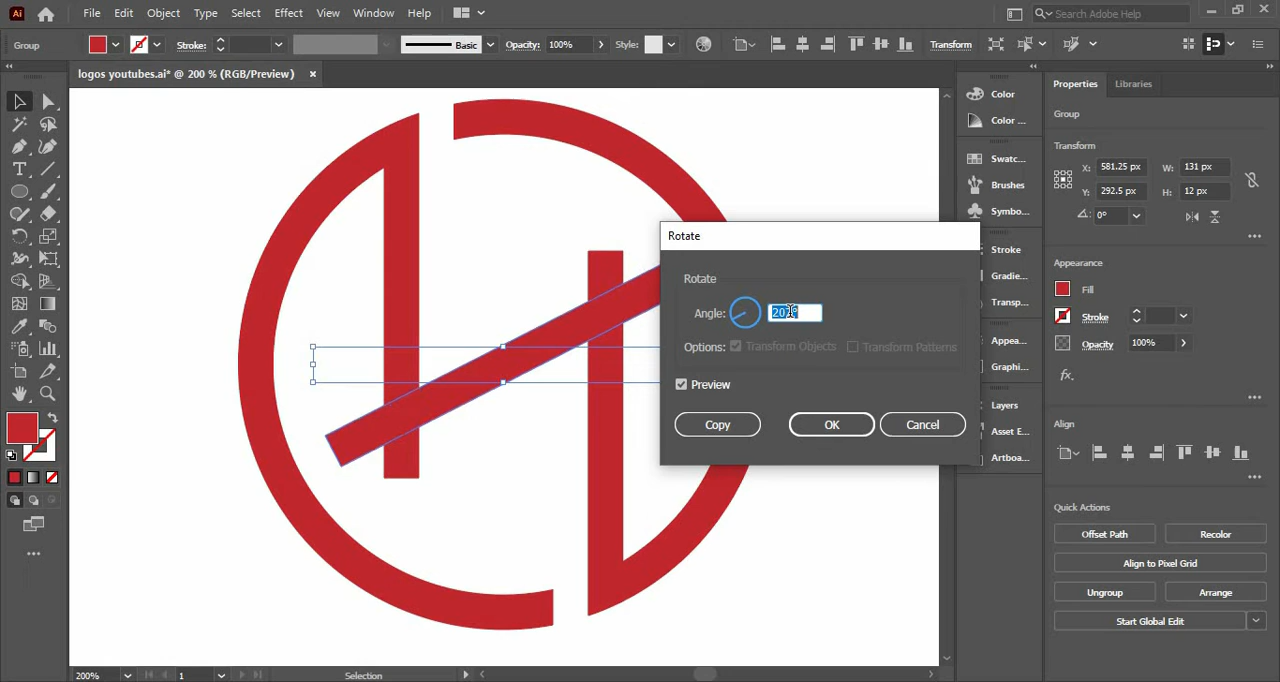 Ai File Edit Object Type Select Effect View Window Help Search Adobe Help
Group Stroke: Basic Opacity: 100% Style: Transform
logos youtubes.ai* @ 200 % (RGB/Preview) ×
Color
Color ...
Swatc...
Brushes
Symbo...
Stroke
Gradie...
Transp...
Appea...
Graphi...
Layers
Asset E...
Artboa...
Properties Libraries
Group
Transform
X: 581.25 px W: 131 px
Y: 292.5 px H: 12 px
0°
Appearance
Fill
Stroke
Opacity 100%
fx.
Align
Quick Actions
Offset Path Recolor
Align to Pixel Grid
Ungroup Arrange
Start Global Edit
Rotate
Rotate
Angle:
Options: Transform Objects Transform Patterns
Preview
Copy OK Cancel
200% 1 Selection